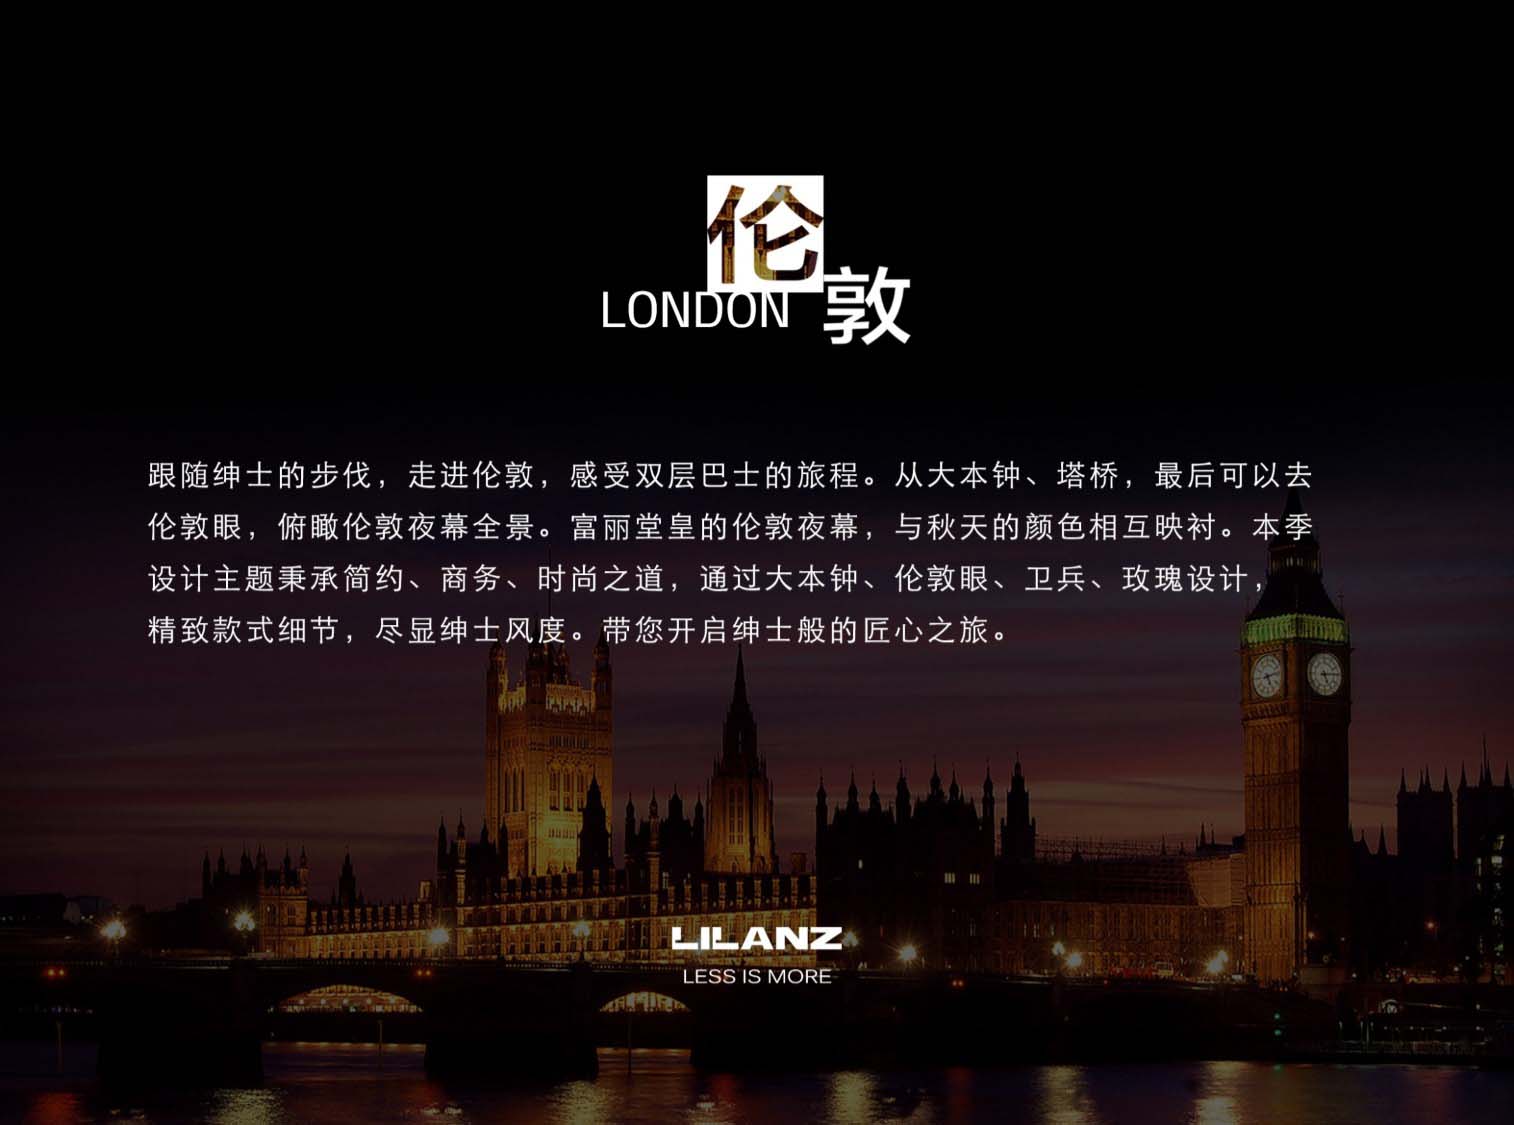 伦敦
LONDON
跟随绅士的步伐，走进伦敦，感受双层巴士的旅程。从大本钟、塔桥，最后可以去
伦敦眼，俯瞰伦敦夜幕全景。富丽堂皇的伦敦夜幕，与秋天的颜色相互映衬。本季
设计主题秉承简约、商务、时尚之道，通过大本钟、伦敦眼、卫兵、玫瑰设计，
精致款式细节，尽显绅士风度。带您开启绅士般的匠心之旅。
LILANZ
LESS IS MORE